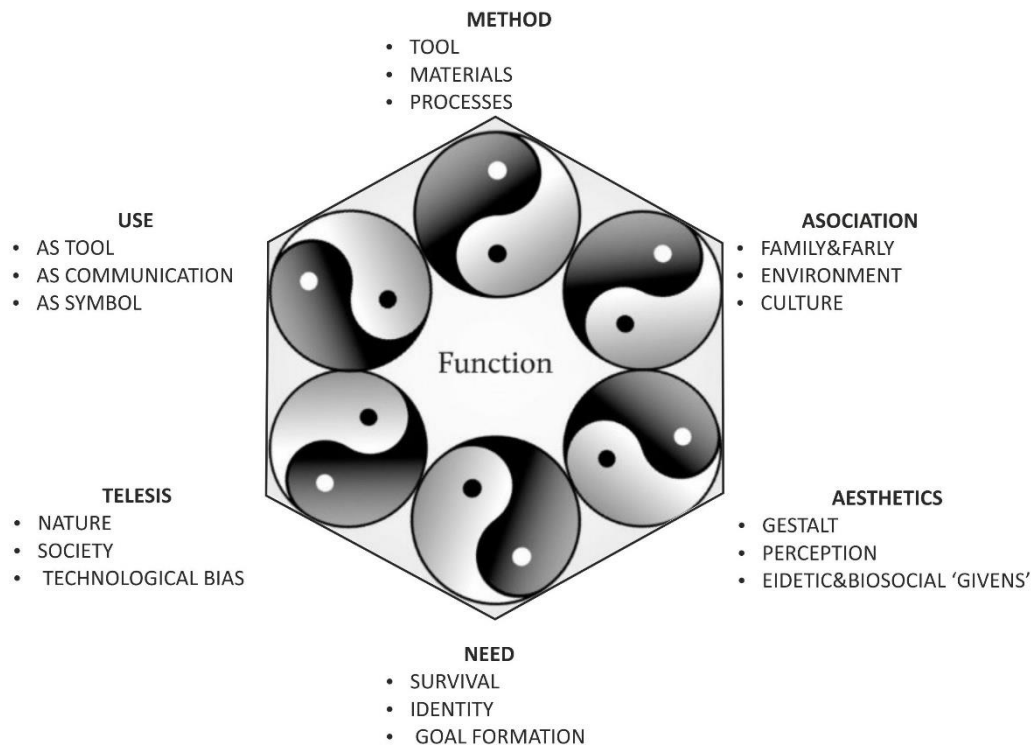 METHOD
• TOOL
• MATERIALS
• PROCESSES
USE
• AS TOOL
• AS COMMUNICATION
• AS SYMBOL
ASOCIATION
• FAMILY&FARLY
• ENVIRONMENT
• CULTURE
Function
TELESIS
• NATURE
• SOCIETY
• TECHNOLOGICAL BIAS
AESTHETICS
• GESTALT
• PERCEPTION
• EIDETIC&BIOSOCIAL ‘GIVENS’
NEED
• SURVIVAL
• IDENTITY
• GOAL FORMATION